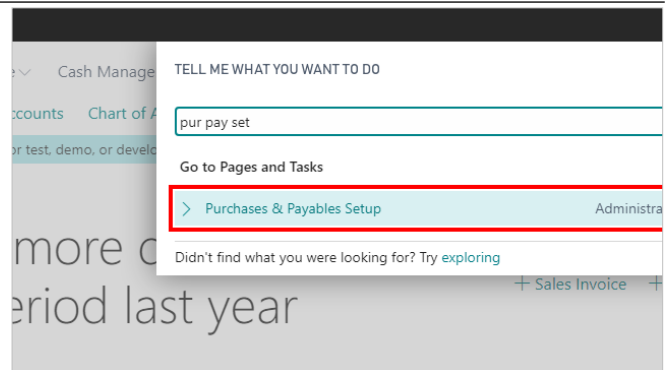 Cash Manage
TELL ME WHAT YOU WANT TO DO
ccounts Chart of A
pur pay set
or test, demo, or develo
Go to Pages and Tasks
> Purchases & Payables Setup Administra
more c
Didn't find what you were looking for? Try exploring
+ Sales Invoice +
eriod last year